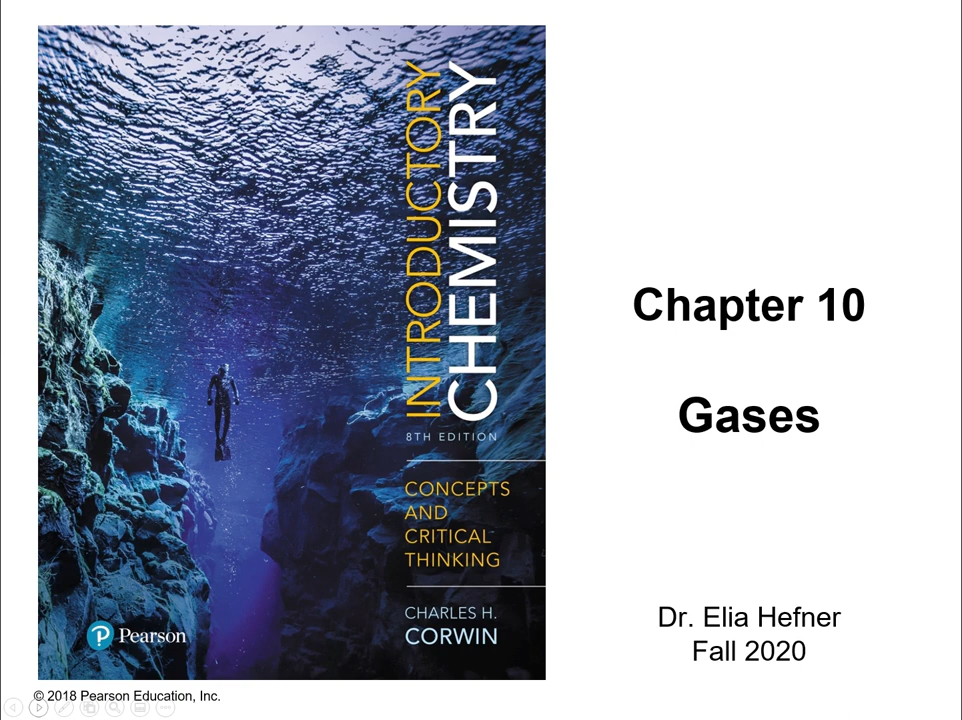 INTRODUCTORY
CHEMISTRY
8TH EDITION
CONCEPTS
AND
CRITICAL
THINKING
CHARLES H.
CORWIN
P Pearson
Chapter 10
Gases
Dr. Elia Hefner
Fall 2020
© 2018 Pearson Education, Inc.